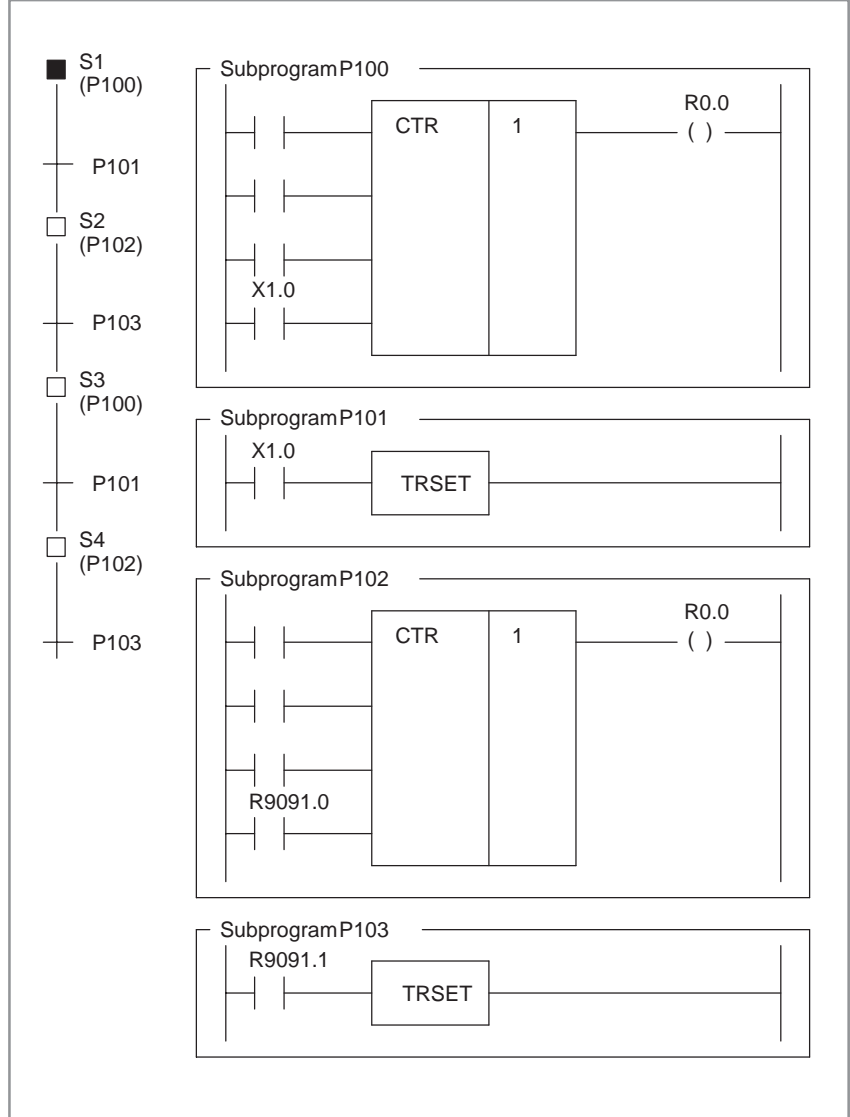 S1
(P100)
P101
S2
(P102)
P103
S3
(P100)
P101
S4
(P102)
P103
Subprogram P100
CTR 1 R0.0
( )
X1.0
Subprogram P101
X1.0
TRSET
Subprogram P102
CTR 1 R0.0
( )
R9091.0
Subprogram P103
R9091.1
TRSET